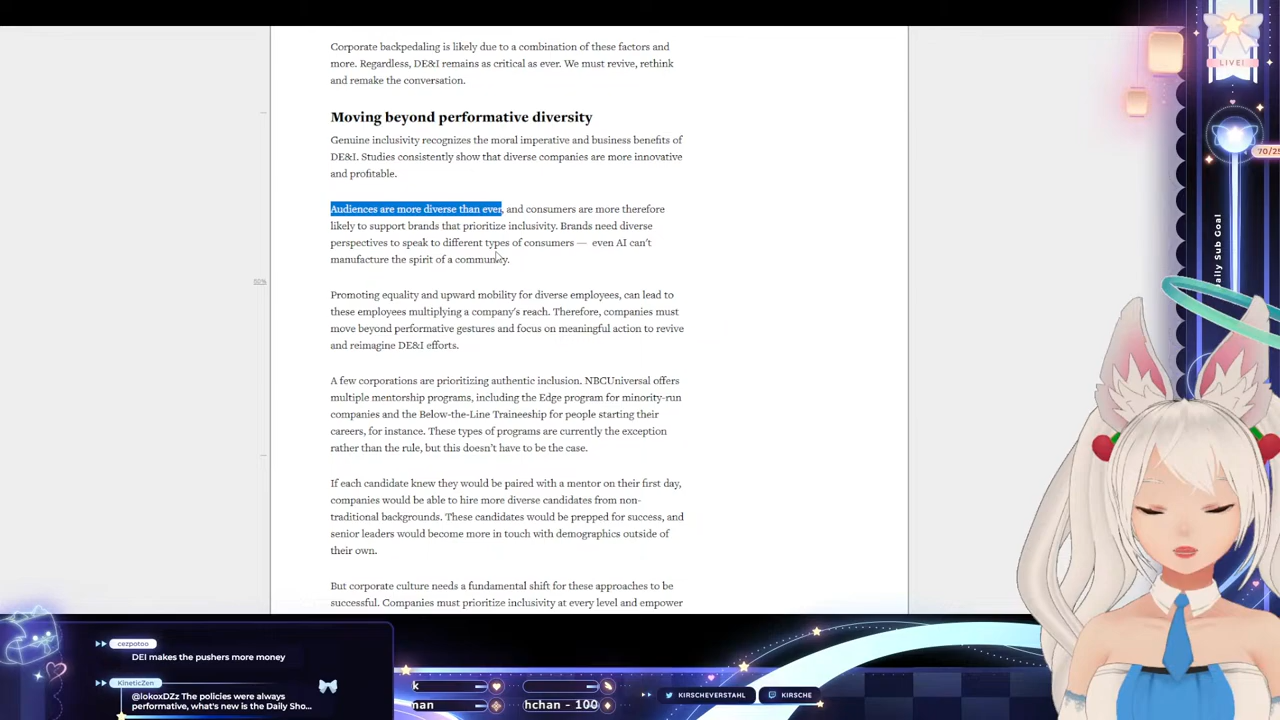 Corporate backpedaling is likely due to a combination of these factors and
more. Regardless, DE&I remains as critical as ever. We must revive, rethink
and remake the conversation.
Moving beyond performative diversity
Genuine inclusivity recognizes the moral imperative and business benefits of
DE&I. Studies consistently show that diverse companies are more innovative
and profitable.
Audiences are more diverse than ever, and consumers are more therefore
likely to support brands that prioritize inclusivity. Brands need diverse
perspectives to speak to different types of consumers — even AI can't
manufacture the spirit of a community.
50%
Promoting equality and upward mobility for diverse employees, can lead to
these employees multiplying a company's reach. Therefore, companies must
move beyond performative gestures and focus on meaningful action to revive
and reimagine DE&I efforts.
A few corporations are prioritizing authentic inclusion. NBCUniversal offers
multiple mentorship programs, including the Edge program for minority-run
companies and the Below-the-Line Traineeship for people starting their
careers, for instance. These types of programs are currently the exception
rather than the rule, but this doesn't have to be the case.
If each candidate knew they would be paired with a mentor on their first day,
companies would be able to hire more diverse candidates from non-
traditional backgrounds. These candidates would be prepped for success, and
senior leaders would become more in touch with demographics outside of
their own.
But corporate culture needs a fundamental shift for these approaches to be
successful. Companies must prioritize inclusivity at every level and empower
LIVE!
70/25
aily Sub Goal
cezpotoo
DEI makes the pushers more money
KineticZen
@lokoxDZz The policies were always
performative, what's new is the Daily Sho...
k
man
hchan - 100
KIRSCHEVERSTAHL
KIRSCHE